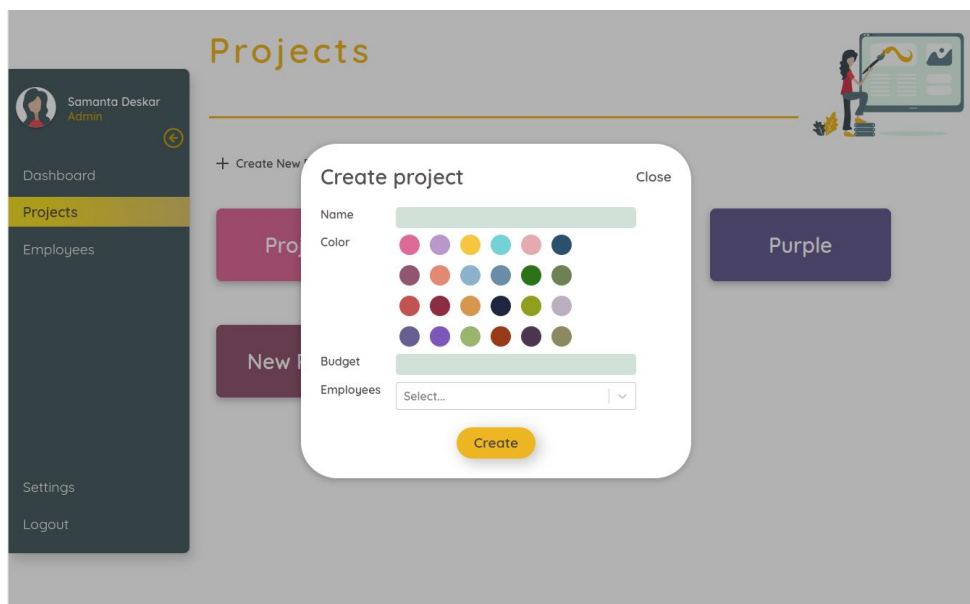 Projects
Samanta Deskar
Admin
Dashboard
Projects
Employees
Settings
Logout
+ Create New
Create project
Close
Name
Color
Budget
Employees
Select...
Create
Purple
New